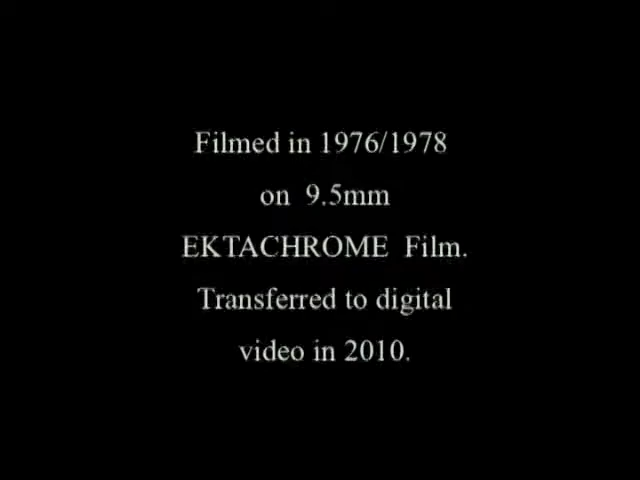 Filmed in 1976/1978
on 9.5mm
EKTACHROME Film.
Transferred to digital
video in 2010.